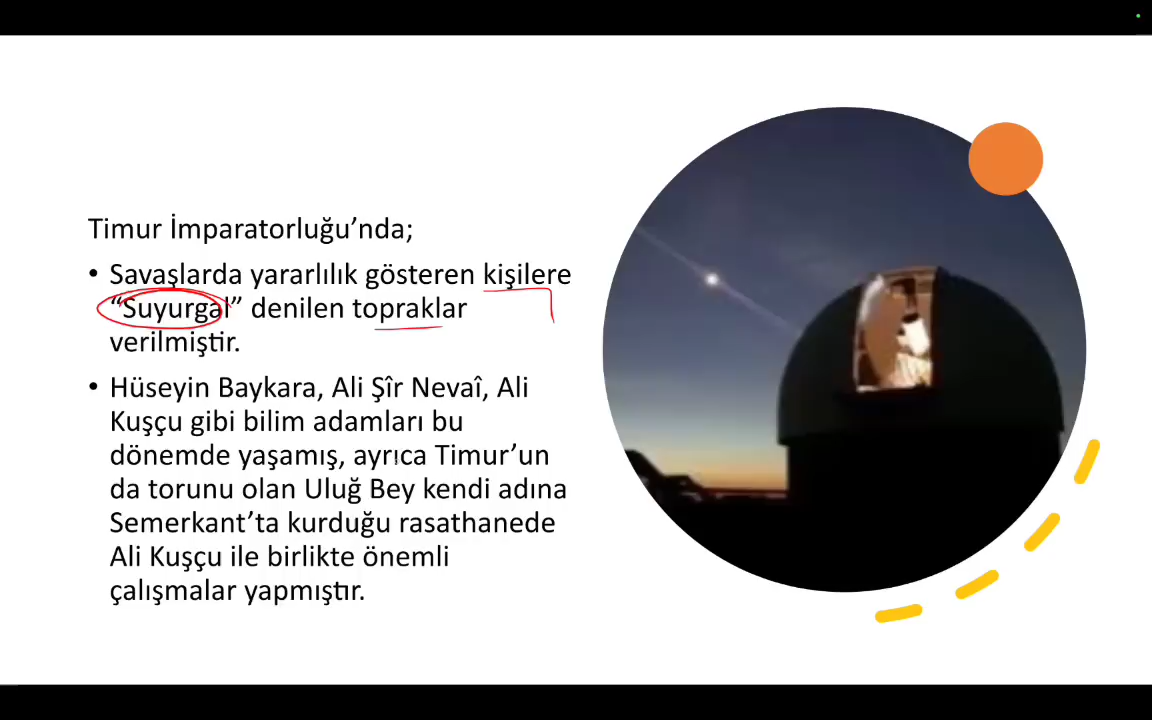 Timur İmparatorluğu’nda;
• Savaşlarda yararlılık gösteren kişilere
“Suyurgal” denilen topraklar
verilmiştir.
• Hüseyin Baykara, Ali Şîr Nevaî, Ali
Kuşçu gibi bilim adamları bu
dönemde yaşamış, ayrıca Timur’un
da torunu olan Uluğ Bey kendi adına
Semerkant’ta kurduğu rasathanede
Ali Kuşçu ile birlikte önemli
çalışmalar yapmıştır.